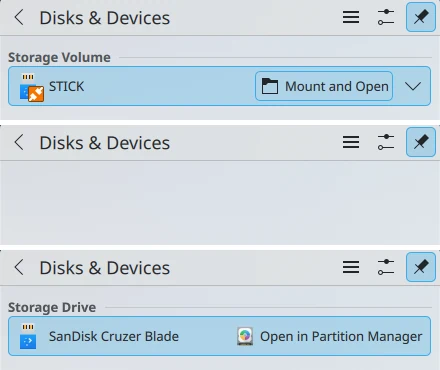 Disks & Devices
Storage Volume
STICK Mount and Open
Disks & Devices
Disks & Devices
Storage Drive
SanDisk Cruzer Blade Open in Partition Manager